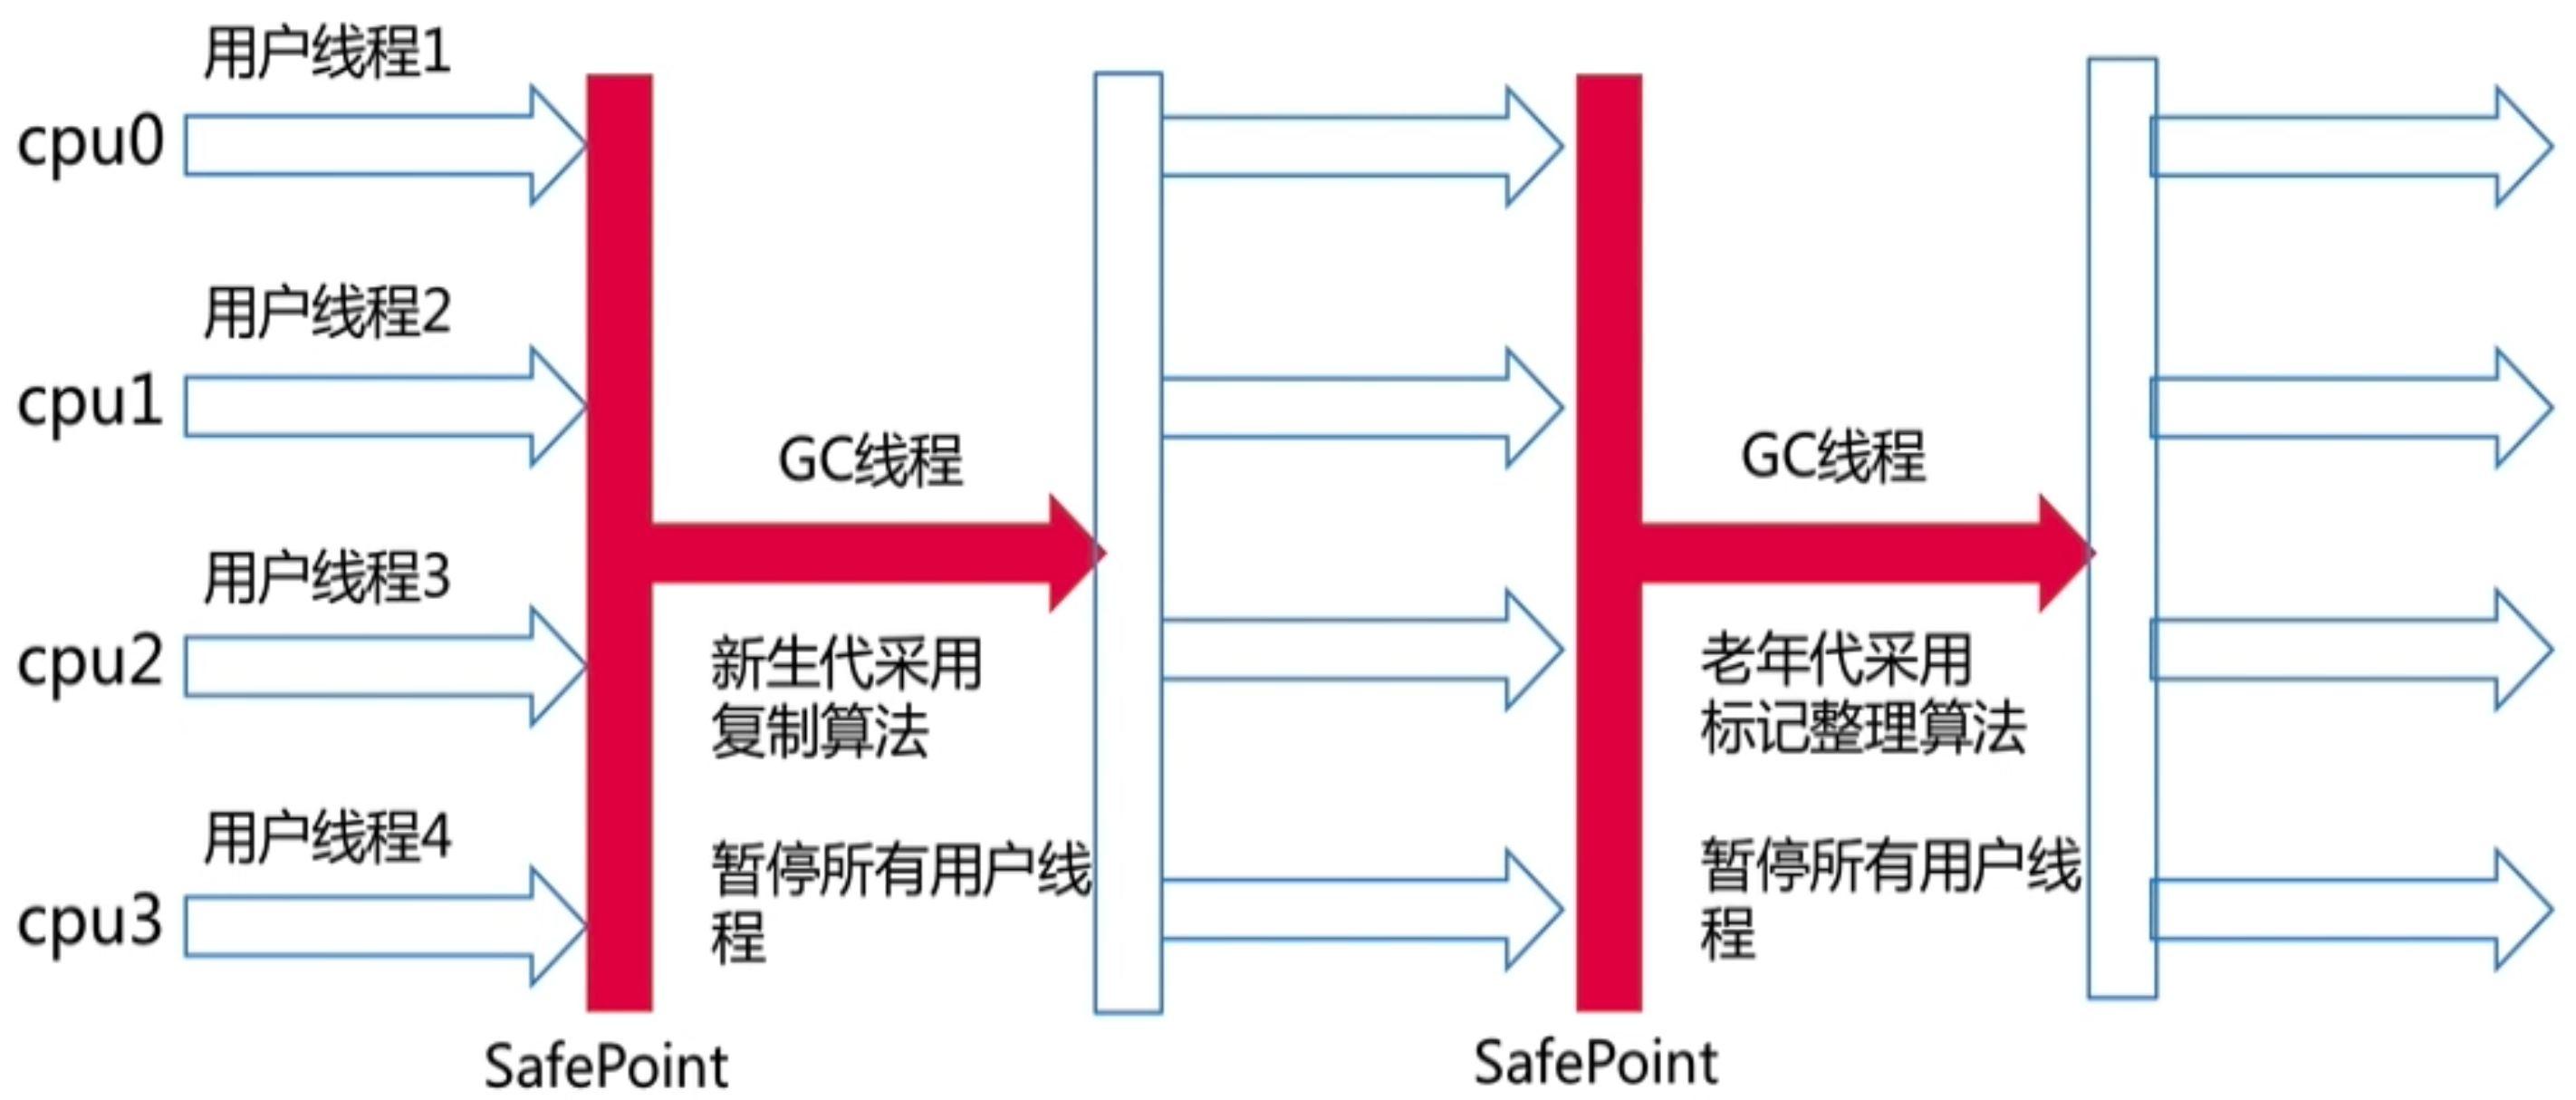 用户线程1
cpu0
用户线程2
cpu1
用户线程3
cpu2
用户线程4
cpu3
SafePoint
GC线程
新生代采用
复制算法
暂停所有用户线
程
SafePoint
GC线程
老年代采用
标记整理算法
暂停所有用户线
程